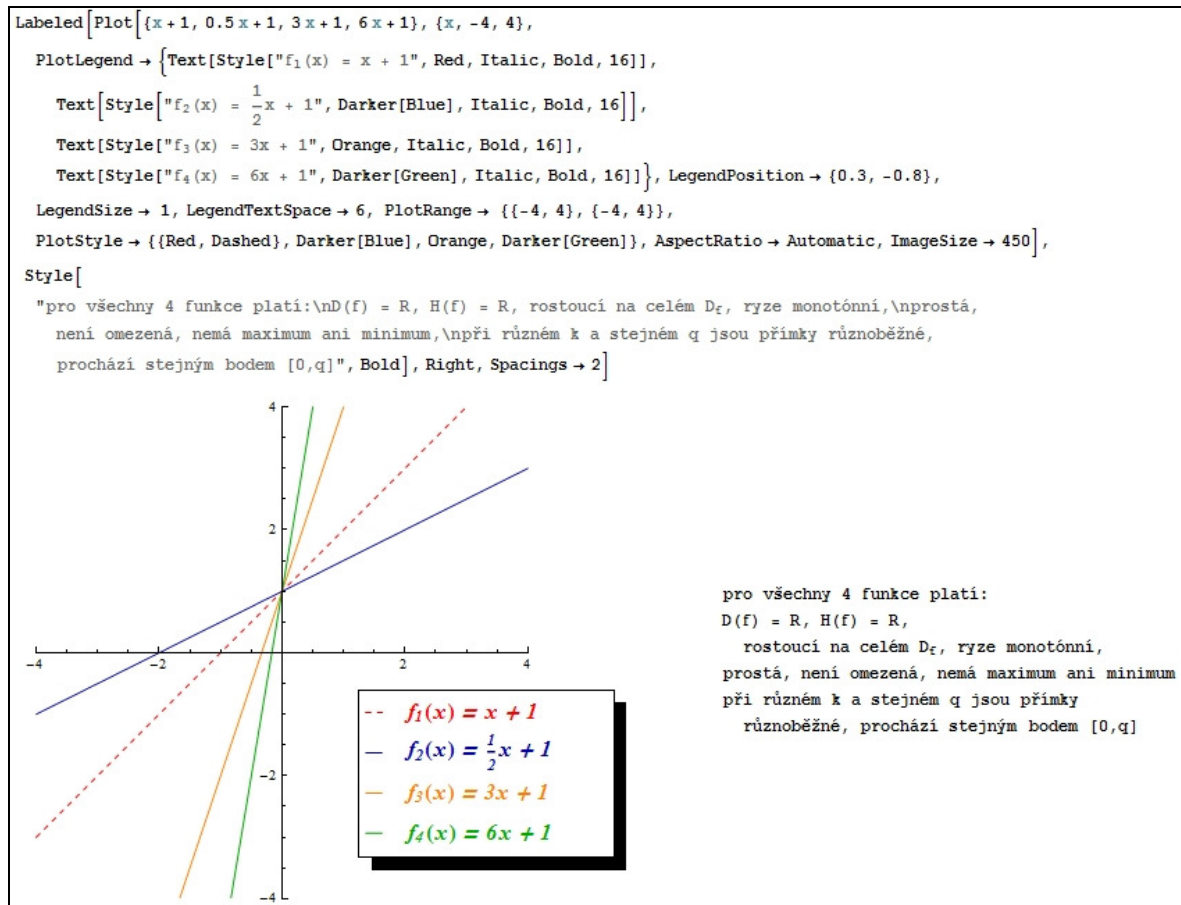 Labeled[Plot[{x + 1, 0.5 x + 1, 3 x + 1, 6 x + 1}, {x, -4, 4},
PlotLegend → {Text[Style["f₁(x) = x + 1", Red, Italic, Bold, 16]],
Text[Style["f₂(x) = 1/2 x + 1", Darker[Blue], Italic, Bold, 16]],
Text[Style["f₃(x) = 3x + 1", Orange, Italic, Bold, 16]],
Text[Style["f₄(x) = 6x + 1", Darker[Green], Italic, Bold, 16]]}, LegendPosition → {0.3, -0.8},
LegendSize → 1, LegendTextSpace → 6, PlotRange → {{-4, 4}, {-4, 4}},
PlotStyle → {{Red, Dashed}, Darker[Blue], Orange, Darker[Green]}, AspectRatio → Automatic, ImageSize → 450],
Style[
"pro všechny 4 funkce platí:\nD(f) = R, H(f) = R, rostoucí na celém D_f, ryze monotónní,\nprostá,
není omezená, nemá maximum ani minimum,\npři různém k a stejném q jsou přímky různoběžné,
prochází stejným bodem [0,q]", Bold], Right, Spacings → 2]
4
2
-4
-2
2
4
-2
-4
f₁(x) = x + 1
f₂(x) = 1/2 x + 1
f₃(x) = 3x + 1
f₄(x) = 6x + 1
pro všechny 4 funkce platí:
D(f) = R, H(f) = R,
rostoucí na celém D_f, ryze monotónní,
prostá, není omezená, nemá maximum ani minimum
při různém k a stejném q jsou přímky
různoběžné, prochází stejným bodem [0,q]